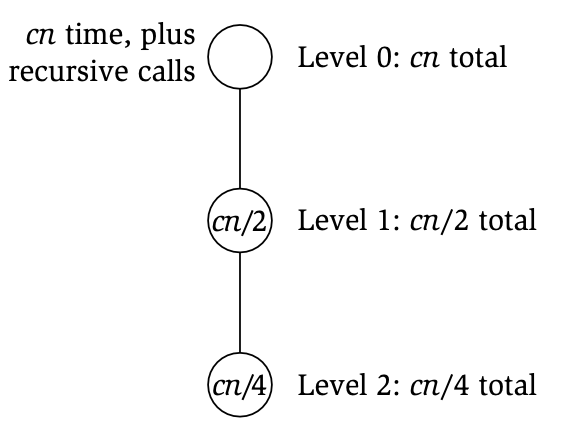 cn time, plus
recursive calls
Level 0: cn total
cn/2
Level 1: cn/2 total
cn/4
Level 2: cn/4 total